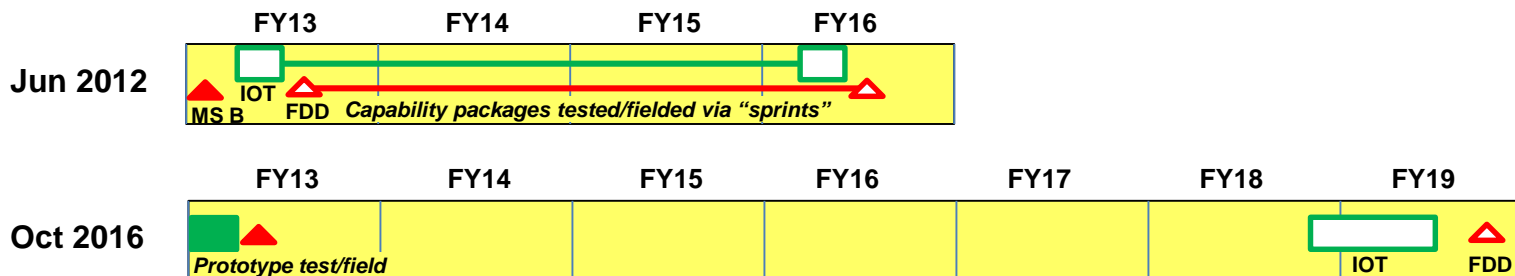 FY13 FY14 FY15 FY16
Jun 2012
MS B IOT FDD Capability packages tested/fielded via “sprints”
FY13 FY14 FY15 FY16 FY17 FY18 FY19
Oct 2016
Prototype test/field IOT FDD